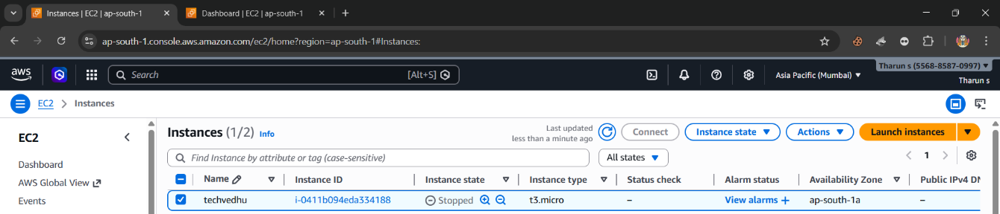 Instances | EC2 | ap-south-1
Dashboard | EC2 | ap-south-1
ap-south-1.console.aws.amazon.com/ec2/home?region=ap-south-1#Instances:
aws
Search [Alt+S]
Asia Pacific (Mumbai)
Tharun s (5568-8587-0997)
Tharun s
EC2 Instances
EC2
Dashboard
AWS Global View
Events
Instances (1/2) Info
Last updated
less than a minute ago
Connect Instance state Actions Launch instances
Find Instance by attribute or tag (case-sensitive) All states 1
Name Instance ID Instance state Instance type Status check Alarm status Availability Zone Public IPv4 DN
techvedhu i-0411b094eda334188 Stopped t3.micro – View alarms + ap-south-1a –